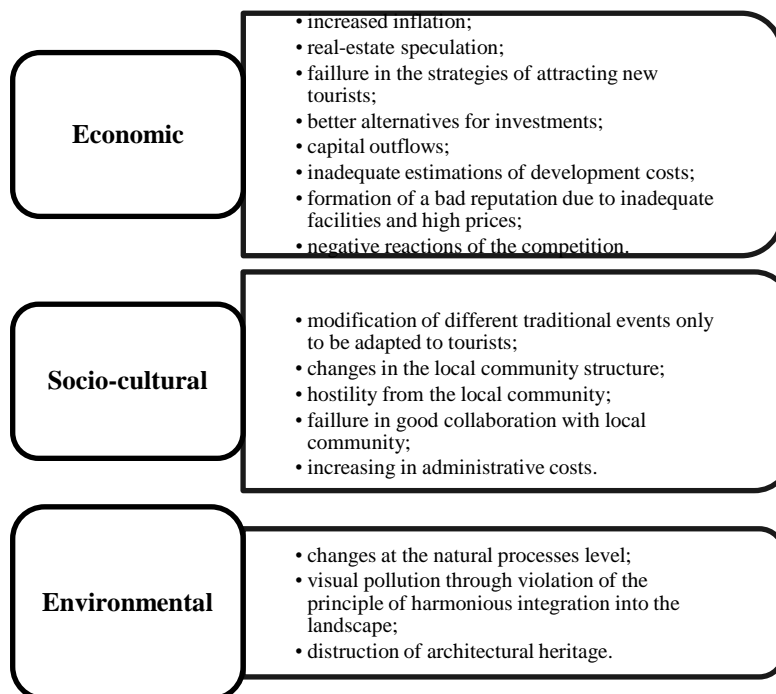 Economic
• increased inflation;
• real-estate speculation;
• faillure in the strategies of attracting new
tourists;
• better alternatives for investments;
• capital outflows;
• inadequate estimations of development costs;
• formation of a bad reputation due to inadequate
facilities and high prices;
• negative reactions of the competition.
Socio-cultural
• modification of different traditional events only
to be adapted to tourists;
• changes in the local community structure;
• hostility from the local community;
• faillure in good collaboration with local
community;
• increasing in administrative costs.
Environmental
• changes at the natural processes level;
• visual pollution through violation of the
principle of harmonious integration into the
landscape;
• distruction of architectural heritage.